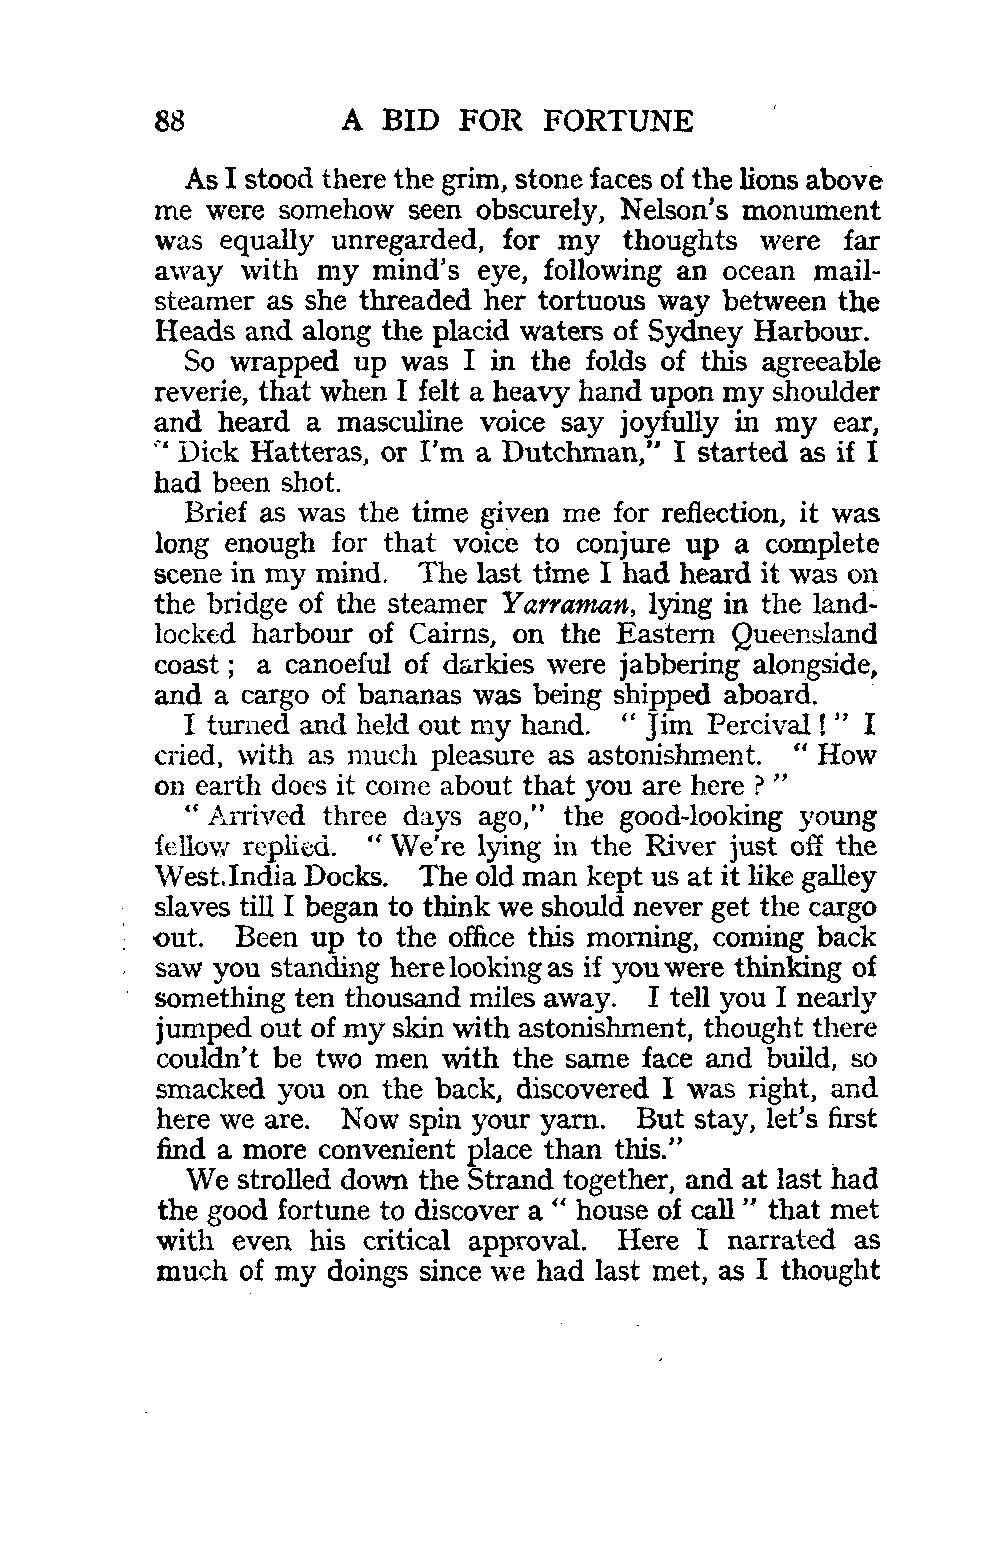 88 A BID FOR FORTUNE
As I stood there the grim, stone faces of the lions above
me were somehow seen obscurely, Nelson's monument
was equally unregarded, for my thoughts were far
away with my mind's eye, following an ocean mail-
steamer as she threaded her tortuous way between the
Heads and along the placid waters of Sydney Harbour.
So wrapped up was I in the folds of this agreeable
reverie, that when I felt a heavy hand upon my shoulder
and heard a masculine voice say joyfully in my ear,
“ Dick Hatteras, or I'm a Dutchman,” I started as if I
had been shot.
Brief as was the time given me for reflection, it was
long enough for that voice to conjure up a complete
scene in my mind. The last time I had heard it was on
the bridge of the steamer Yarraman, lying in the land-
locked harbour of Cairns, on the Eastern Queensland
coast ; a canoeful of darkies were jabbering alongside,
and a cargo of bananas was being shipped aboard.
I turned and held out my hand. “ Jim Percival ! ” I
cried, with as much pleasure as astonishment. “ How
on earth does it come about that you are here ? ”
“ Arrived three days ago,” the good-looking young
fellow replied. “ We're lying in the River just off the
West.India Docks. The old man kept us at it like galley
slaves till I began to think we should never get the cargo
out. Been up to the office this morning, coming back
saw you standing here looking as if you were thinking of
something ten thousand miles away. I tell you I nearly
jumped out of my skin with astonishment, thought there
couldn't be two men with the same face and build, so
smacked you on the back, discovered I was right, and
here we are. Now spin your yarn. But stay, let's first
find a more convenient place than this.”
We strolled down the Strand together, and at last had
the good fortune to discover a “ house of call ” that met
with even his critical approval. Here I narrated as
much of my doings since we had last met, as I thought